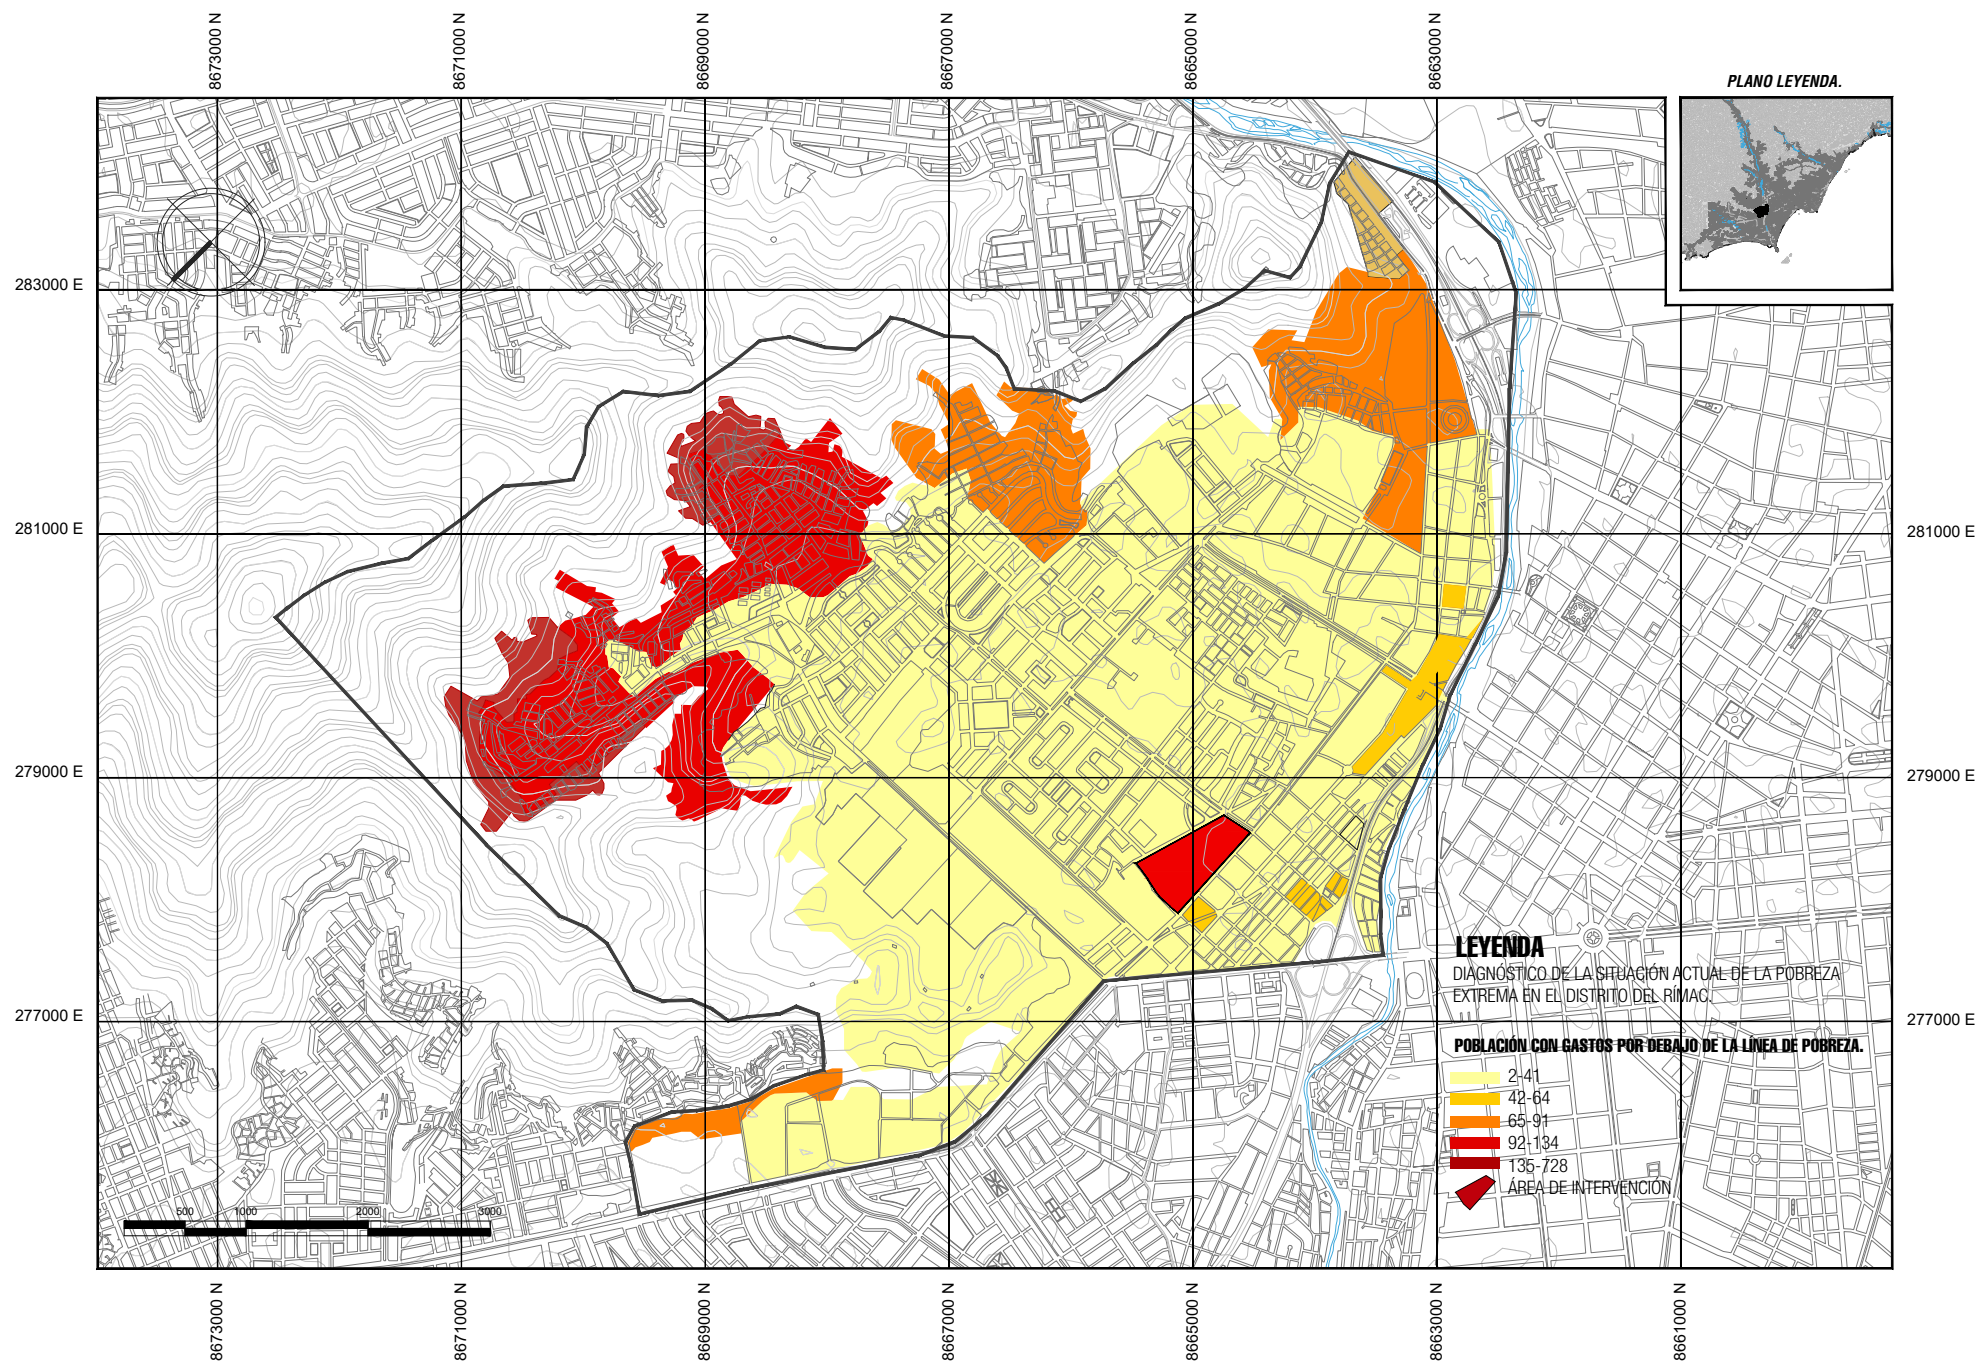 8673000 N
8671000 N
8669000 N
8667000 N
8665000 N
8663000 N
PLANO LEYENDA.
283000 E
281000 E
281000 E
279000 E
279000 E
277000 E
277000 E
LEYENDA
DIAGNÓSTICO DE LA SITUACIÓN ACTUAL DE LA POBREZA
EXTREMA EN EL DISTRITO DEL RÍMAC.
POBLACIÓN CON GASTOS POR DEBAJO DE LA LÍNEA DE POBREZA.
2-41
42-64
65-91
92-134
135-728
ÁREA DE INTERVENCIÓN
500 1000 2000 3000
8673000 N
8671000 N
8669000 N
8667000 N
8665000 N
8663000 N
8661000 N